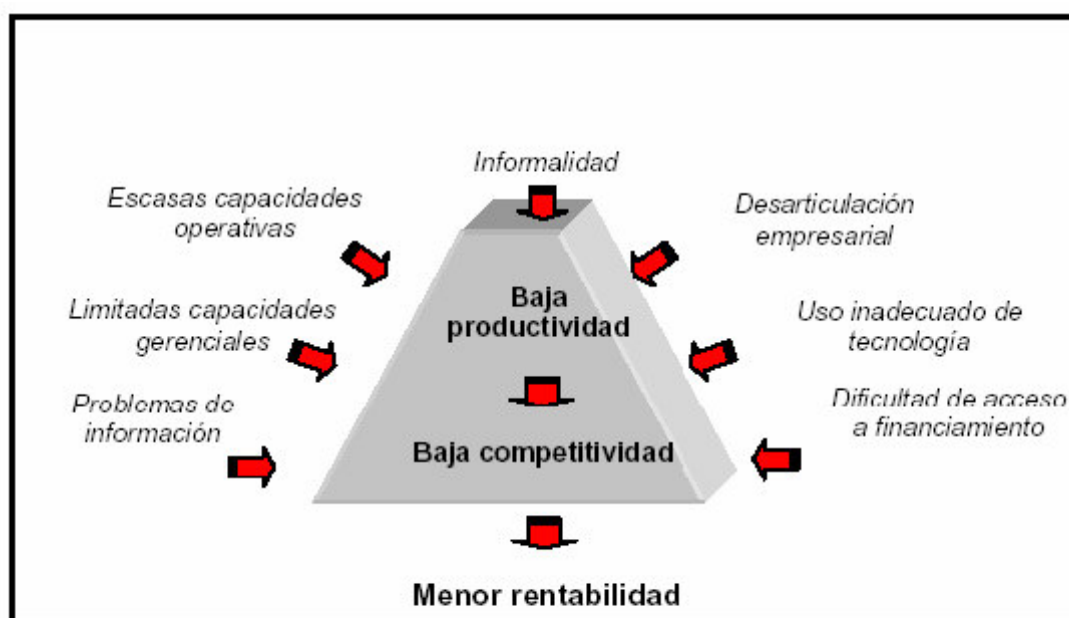 Informalidad
Escasas capacidades
operativas
Desarticulación
empresarial
Limitadas capacidades
gerenciales
Baja
productividad
Uso inadecuado de
tecnología
Problemas de
información
Baja competitividad
Dificultad de acceso
a financiamiento
Menor rentabilidad